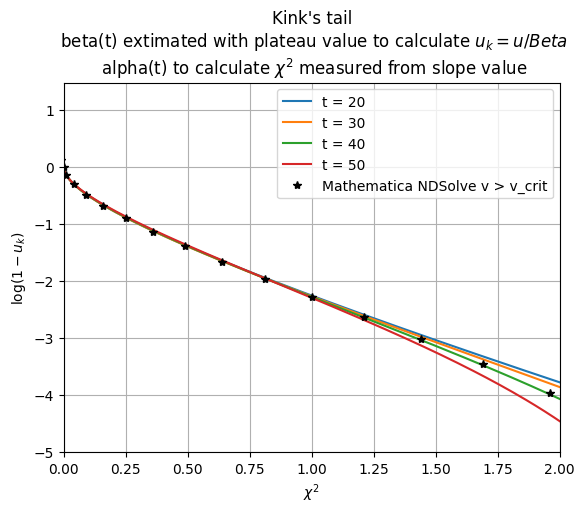 Kink's tail
beta(t) extimated with plateau value to calculate $u_k = u/Beta$
alpha(t) to calculate $\chi^2$ measured from slope value
t = 20
t = 30
t = 40
t = 50
Mathematica NDSolve v > v_crit
log(1 − $u_k$)
1
0
−1
−2
−3
−4
−5
0.00 0.25 0.50 0.75 1.00 1.25 1.50 1.75 2.00
$\chi^2$